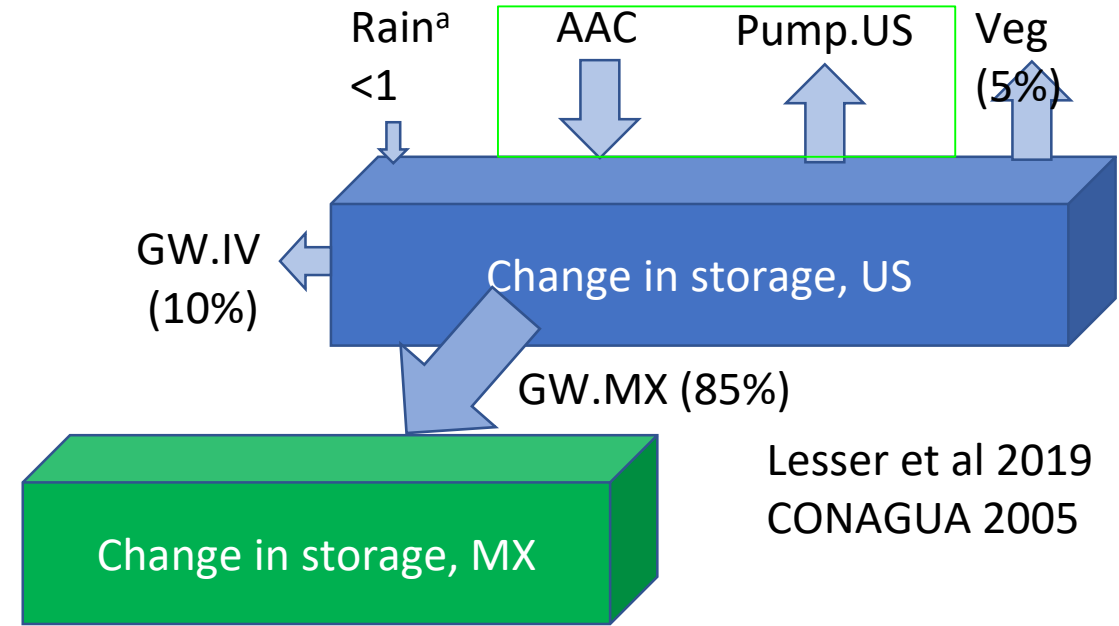 Rainᵃ
<1
AAC
Pump.US
Veg
(5%)
GW.IV
(10%)
Change in storage, US
GW.MX (85%)
Lesser et al 2019
CONAGUA 2005
Change in storage, MX